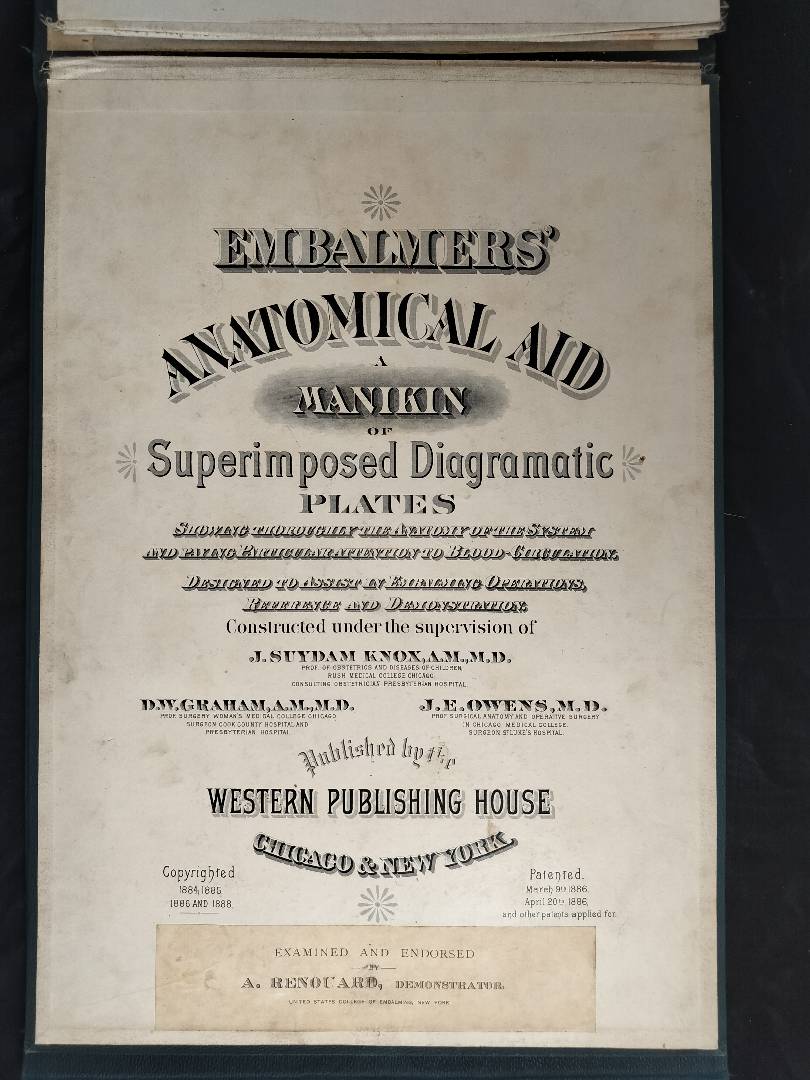 EMBALMERS'
ANATOMICAL AID
A
MANIKIN
OF
Superimposed Diagramatic
PLATES
SHOWING THOROUGHLY THE ANATOMY OF THE SYSTEM
AND PAYING PARTICULAR ATTENTION TO BLOOD-CIRCULATION.
DESIGNED TO ASSIST IN EMBALMING OPERATIONS,
REFERENCE AND DEMONSTRATION.
Constructed under the supervision of
J. SUYDAM KNOX, A.M., M.D.
PROF. OF OBSTETRICS AND DISEASES OF CHILDREN,
RUSH MEDICAL COLLEGE CHICAGO.
CONSULTING OBSTETRICIAN PRESBYTERIAN HOSPITAL.
D.W. GRAHAM, A.M., M.D.
PROF. SURGERY WOMAN'S MEDICAL COLLEGE CHICAGO
SURGEON COOK COUNTY HOSPITAL AND
PRESBYTERIAN HOSPITAL.
J. E. OWENS, M.D.
PROF SURGICAL ANATOMY AND OPERATIVE SURGERY
IN CHICAGO MEDICAL COLLEGE.
SURGEON ST LUKE'S HOSPITAL.
Published by the
WESTERN PUBLISHING HOUSE
CHICAGO & NEW YORK.
Copyrighted
1884, 1885
1886 AND 1888.
Patented.
March 9th 1886.
April 20th 1886,
and other patents applied for.
EXAMINED AND ENDORSED
BY
A. RENOUARD, DEMONSTRATOR.
UNITED STATES COLLEGE OF EMBALMING, NEW YORK